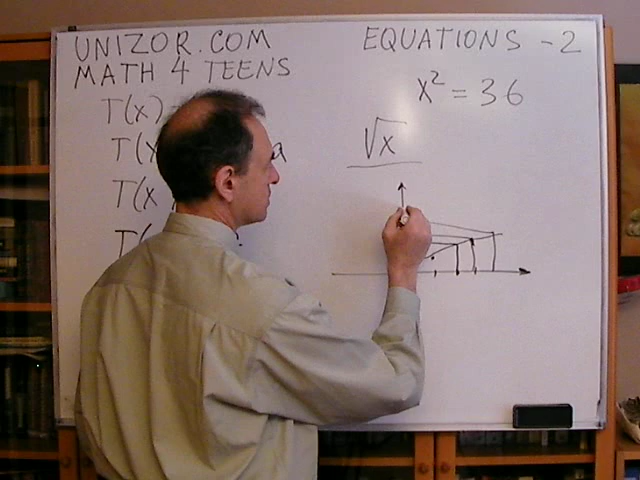 UNIZOR.COM
MATH 4 TEENS
EQUATIONS - 2
x² = 36
√x
T(x)
T(x
T(x